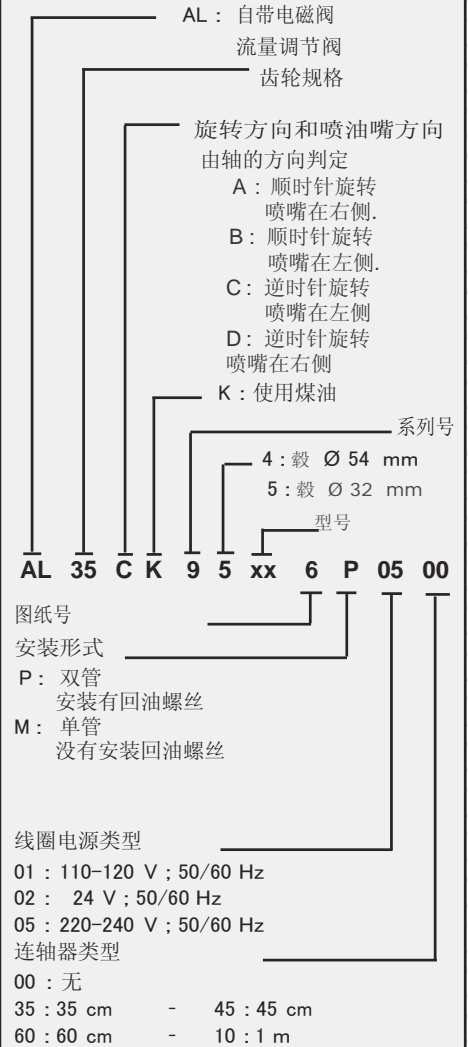 AL : 自带电磁阀
流量调节阀
齿轮规格
旋转方向和喷油嘴方向
由轴的方向判定
A : 顺时针旋转
喷嘴在右侧.
B : 顺时针旋转
喷嘴在左侧.
C : 逆时针旋转
喷嘴在左侧
D : 逆时针旋转
喷嘴在右侧
K : 使用煤油
系列号
4 : 毂 Ø 54 mm
5 : 毂 Ø 32 mm
型号
AL 35 C K 9 5 xx 6 P 05 00
图纸号
安装形式
P : 双管
安装有回油螺丝
M : 单管
没有安装回油螺丝
线圈电源类型
01 : 110-120 V ; 50/60 Hz
02 : 24 V ; 50/60 Hz
05 : 220-240 V ; 50/60 Hz
连轴器类型
00 : 无
35 : 35 cm - 45 : 45 cm
60 : 60 cm - 10 : 1 m